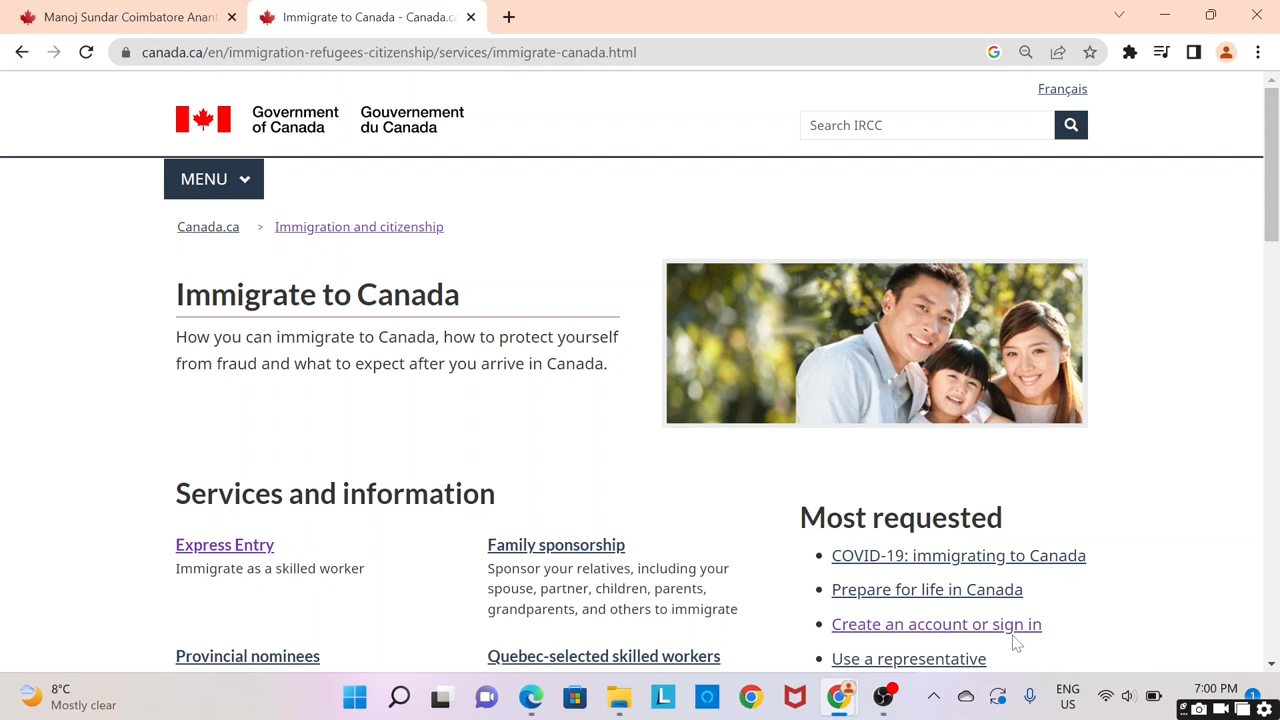 Manoj Sundar Coimbatore Anant
Immigrate to Canada - Canada.ca
canada.ca/en/immigration-refugees-citizenship/services/immigrate-canada.html
Français
Government of Canada
Gouvernement du Canada
Search IRCC
MENU
Canada.ca > Immigration and citizenship
Immigrate to Canada
How you can immigrate to Canada, how to protect yourself
from fraud and what to expect after you arrive in Canada.
Services and information
Express Entry
Immigrate as a skilled worker
Family sponsorship
Sponsor your relatives, including your
spouse, partner, children, parents,
grandparents, and others to immigrate
Provincial nominees
Quebec-selected skilled workers
Most requested
COVID-19: immigrating to Canada
Prepare for life in Canada
Create an account or sign in
Use a representative
8°C
Mostly clear
ENG
US
7:00 PM
1